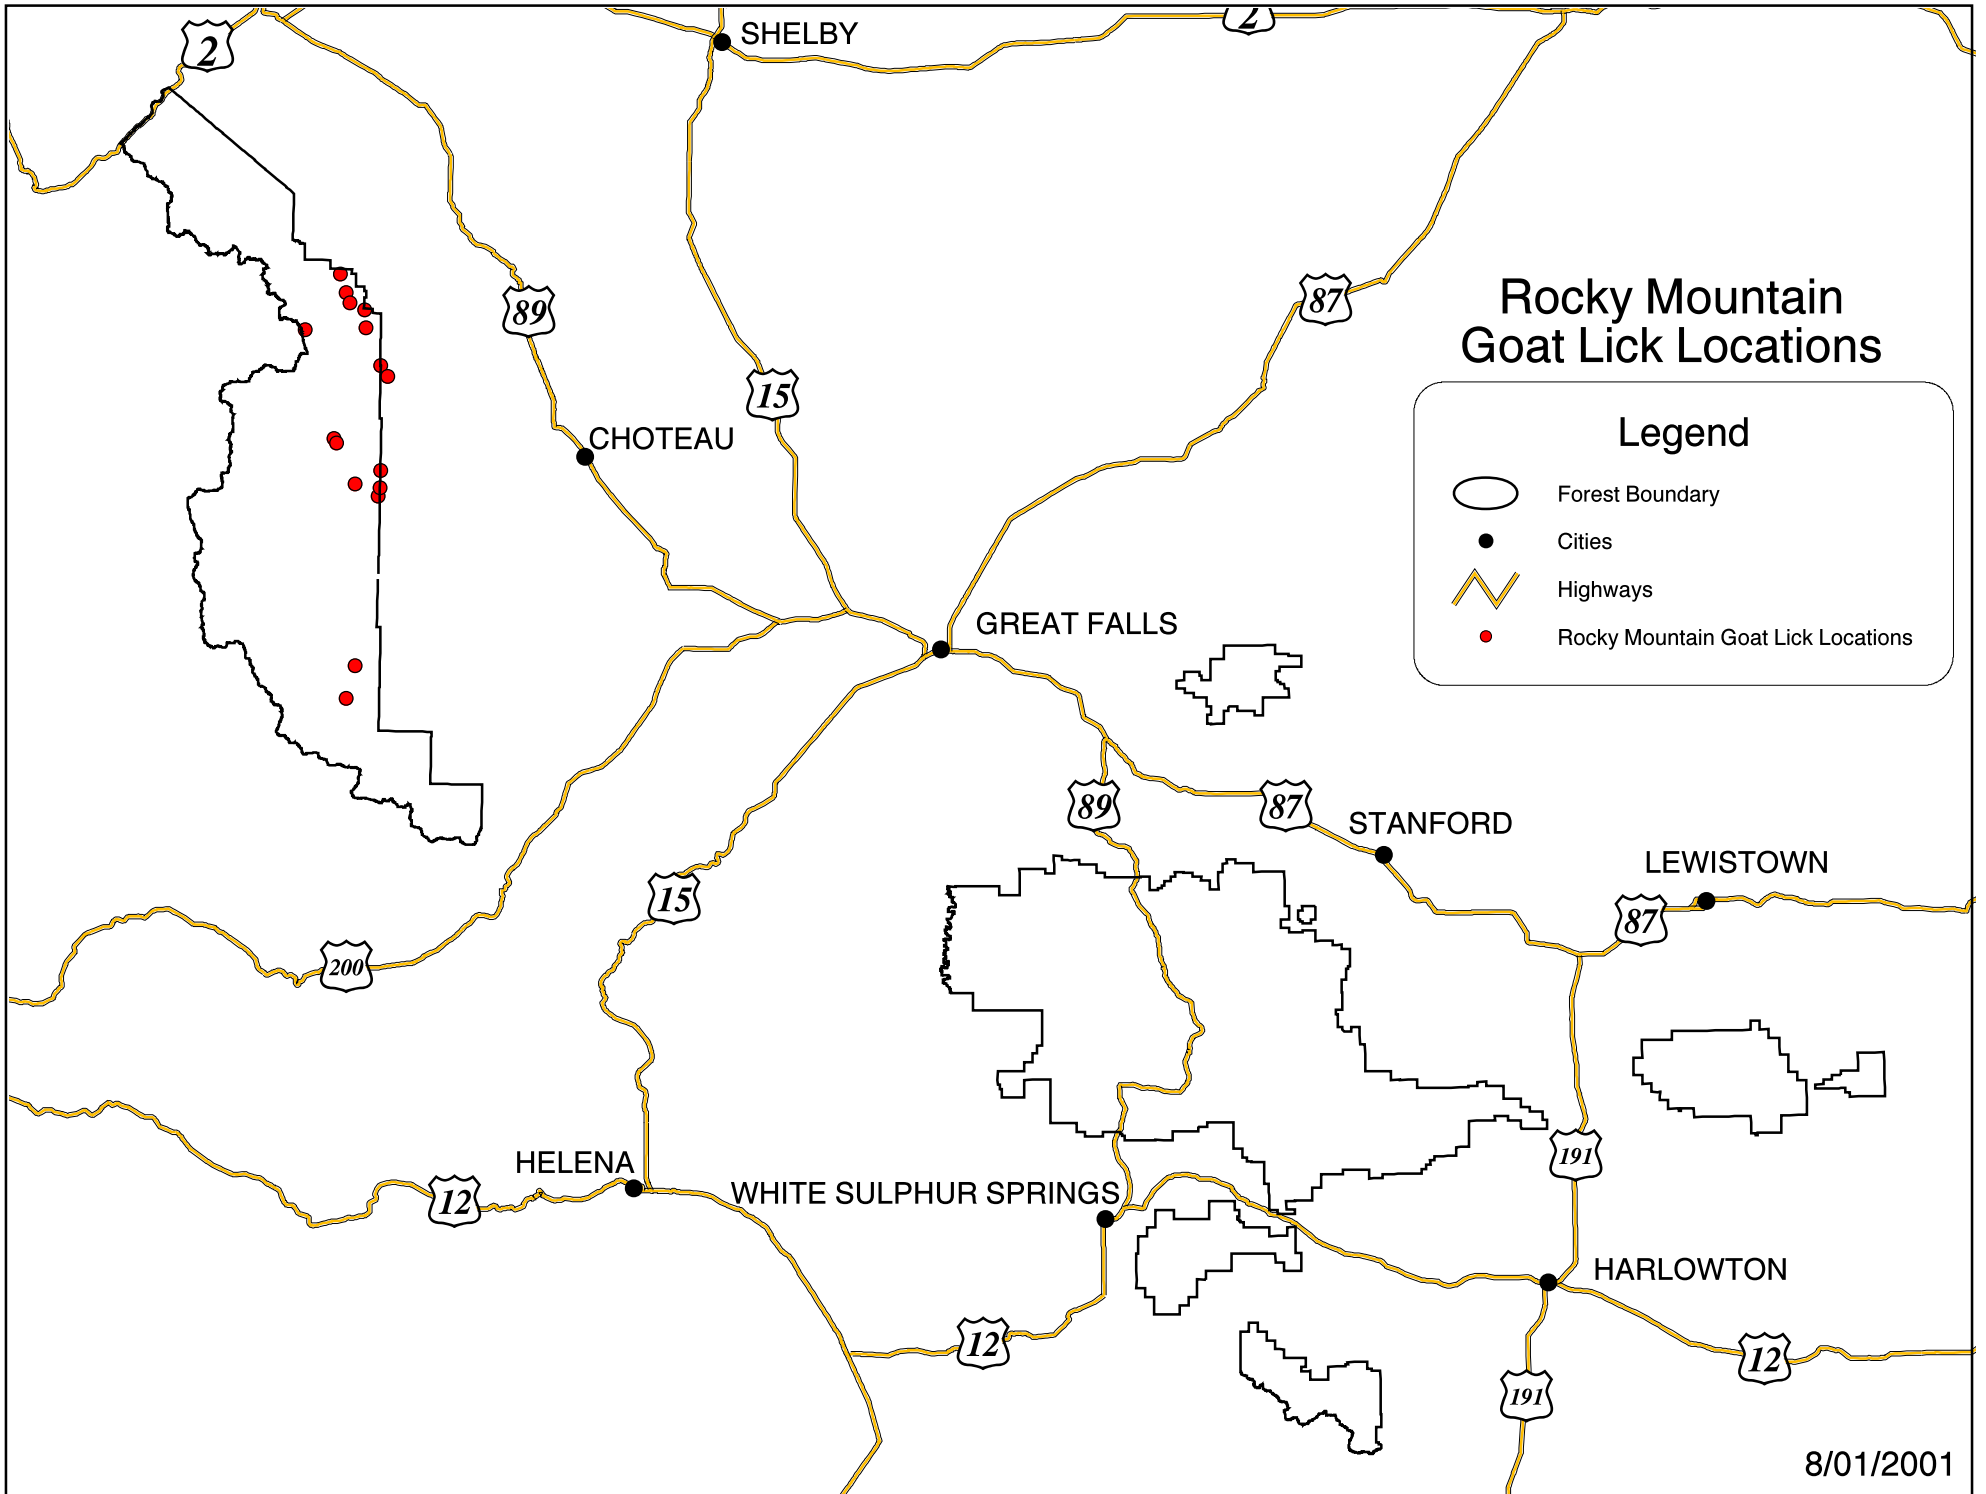 2
SHELBY
2
89
87
Rocky Mountain
Goat Lick Locations
15
Legend
CHOTEAU
Forest Boundary
Cities
Highways
GREAT FALLS
Rocky Mountain Goat Lick Locations
89
87
STANFORD
LEWISTOWN
15
87
200
191
HELENA
WHITE SULPHUR SPRINGS
12
HARLOWTON
12
12
191
8/01/2001